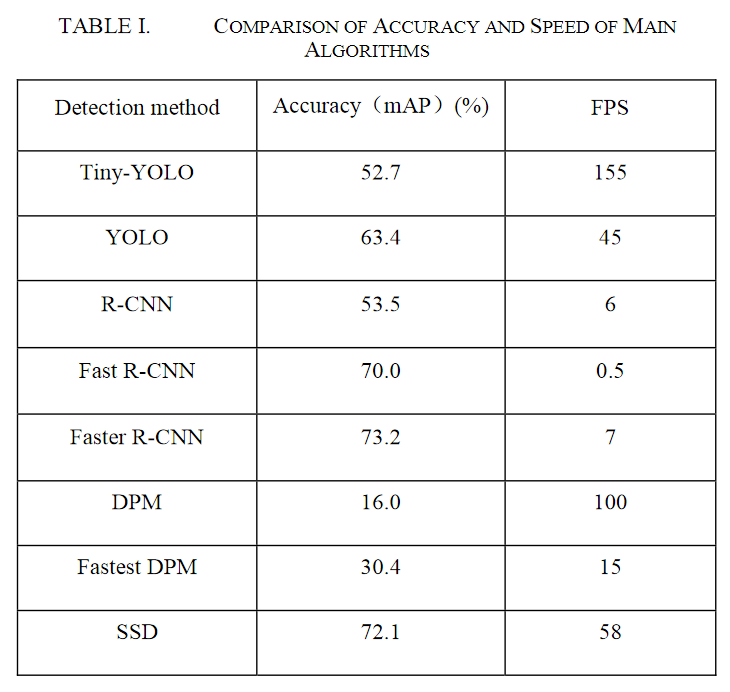 TABLE I. COMPARISON OF ACCURACY AND SPEED OF MAIN
ALGORITHMS
Detection method Accuracy（mAP）(%) FPS
Tiny-YOLO 52.7 155
YOLO 63.4 45
R-CNN 53.5 6
Fast R-CNN 70.0 0.5
Faster R-CNN 73.2 7
DPM 16.0 100
Fastest DPM 30.4 15
SSD 72.1 58